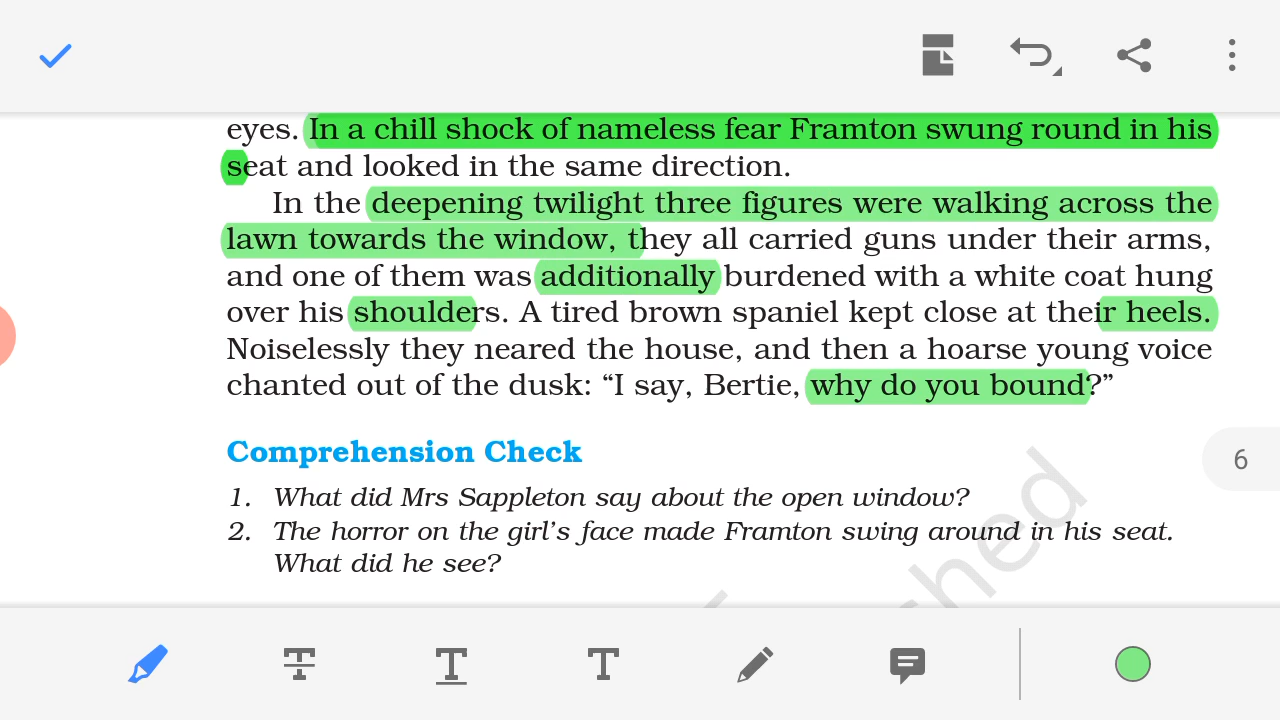 eyes. In a chill shock of nameless fear Framton swung round in his
seat and looked in the same direction.
In the deepening twilight three figures were walking across the
lawn towards the window, they all carried guns under their arms,
and one of them was additionally burdened with a white coat hung
over his shoulders. A tired brown spaniel kept close at their heels.
Noiselessly they neared the house, and then a hoarse young voice
chanted out of the dusk: “I say, Bertie, why do you bound?”
Comprehension Check
6
1. What did Mrs Sappleton say about the open window?
2. The horror on the girl’s face made Framton swing around in his seat.
What did he see?
shed